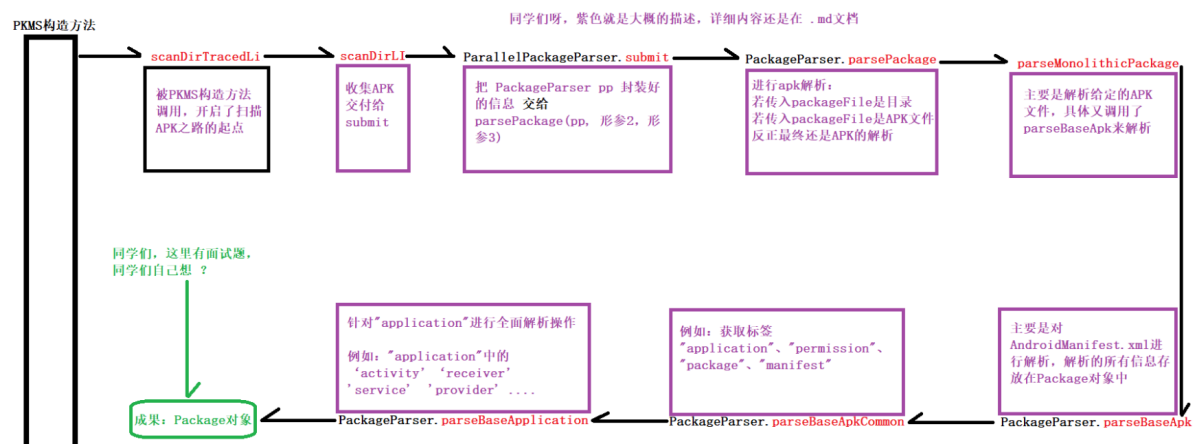 同学们呀，紫色就是大概的描述，详细内容还是在 .md文档
PKMS构造方法
scanDirTracedLi
scanDirLI
ParallelPackageParser.submit
PackageParser.parsePackage
parseMonolithicPackage
被PKMS构造方法
调用，开启了扫描
APK之路的起点
收集APK
交付给
submit
把 PackageParser pp 封装好
的信息 交给
parsePackage(pp, 形参2，形
参3)
进行apk解析：
若传入packageFile是目录
若传入packageFile是APK文件
反正最终还是APK的解析
主要是解析给定的APK
文件，具体又调用了
parseBaseApk来解析
同学们，这里有面试题，
同学们自己想 ？
针对"application"进行全面解析操作
例如："application"中的
‘activity’‘receiver’
'service' 'provider'....
例如：获取标签
"application"、"permission"、
"package"、"manifest"
主要是对
AndroidManifest.xml进
行解析，解析的所有信息存
放在Package对象中
成果：Package对象
PackageParser.parseBaseApplication
PackageParser.parseBaseApkCommon
PackageParser.parseBaseApk